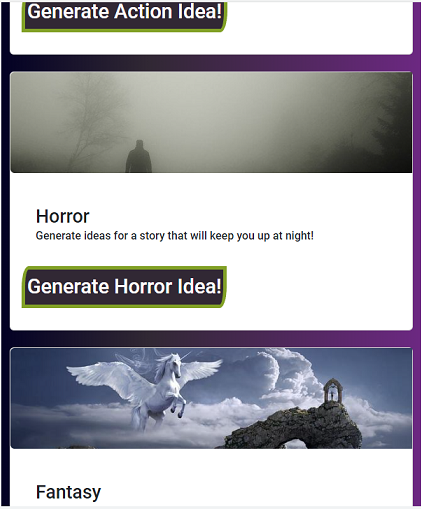 Generate Action Idea!
Horror
Generate ideas for a story that will keep you up at night!
Generate Horror Idea!
Fantasy